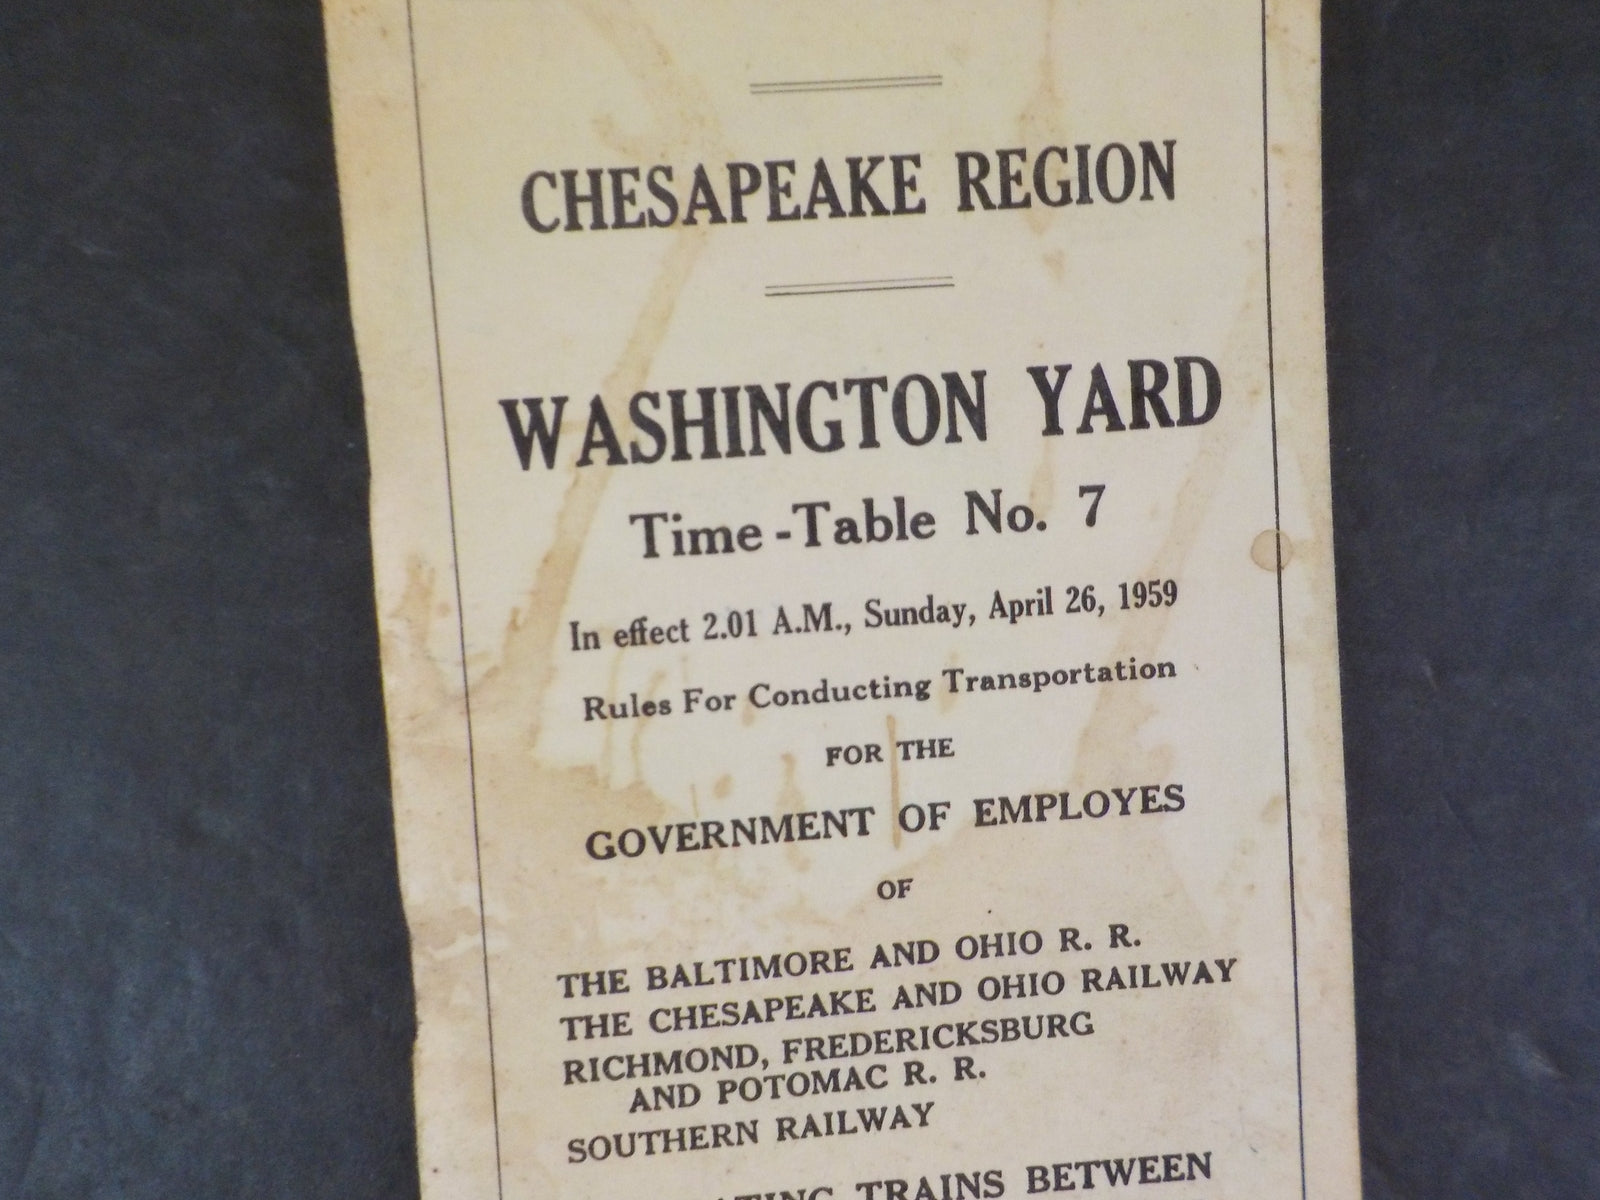 CHESAPEAKE REGION
WASHINGTON YARD
Time-Table No. 7
In effect 2.01 A.M., Sunday, April 26, 1959
Rules For Conducting Transportation
FOR THE
GOVERNMENT OF EMPLOYES
OF
THE BALTIMORE AND OHIO R. R.
THE CHESAPEAKE AND OHIO RAILWAY
RICHMOND, FREDERICKSBURG
AND POTOMAC R. R.
SOUTHERN RAILWAY
TRAINS BETWEEN